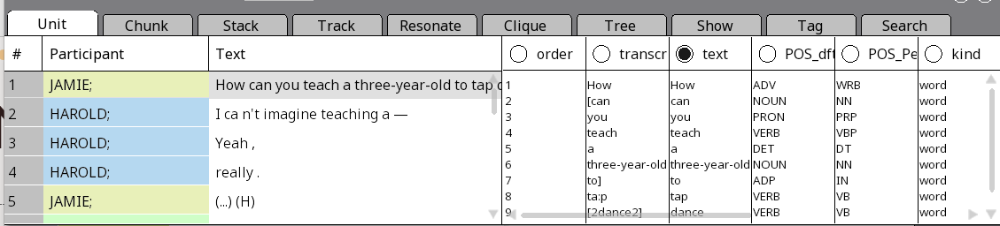 Unit Chunk Stack Track Resonate Clique Tree Show Tag Search
# Participant Text
1 JAMIE; How can you teach a three-year-old to tap d
2 HAROLD; I ca n't imagine teaching a —
3 HAROLD; Yeah ,
4 HAROLD; really .
5 JAMIE; (...) (H)
order transcr text POS_dft POS_Pe kind
1 How How ADV WRB word
2 [can can NOUN NN word
3 you you PRON PRP word
4 teach teach VERB VBP word
5 a a DET DT word
6 three-year-old three-year-old NOUN NN word
7 to] to ADP IN word
8 ta:p tap VERB VB word
9 [2dance2] dance VERB VB word